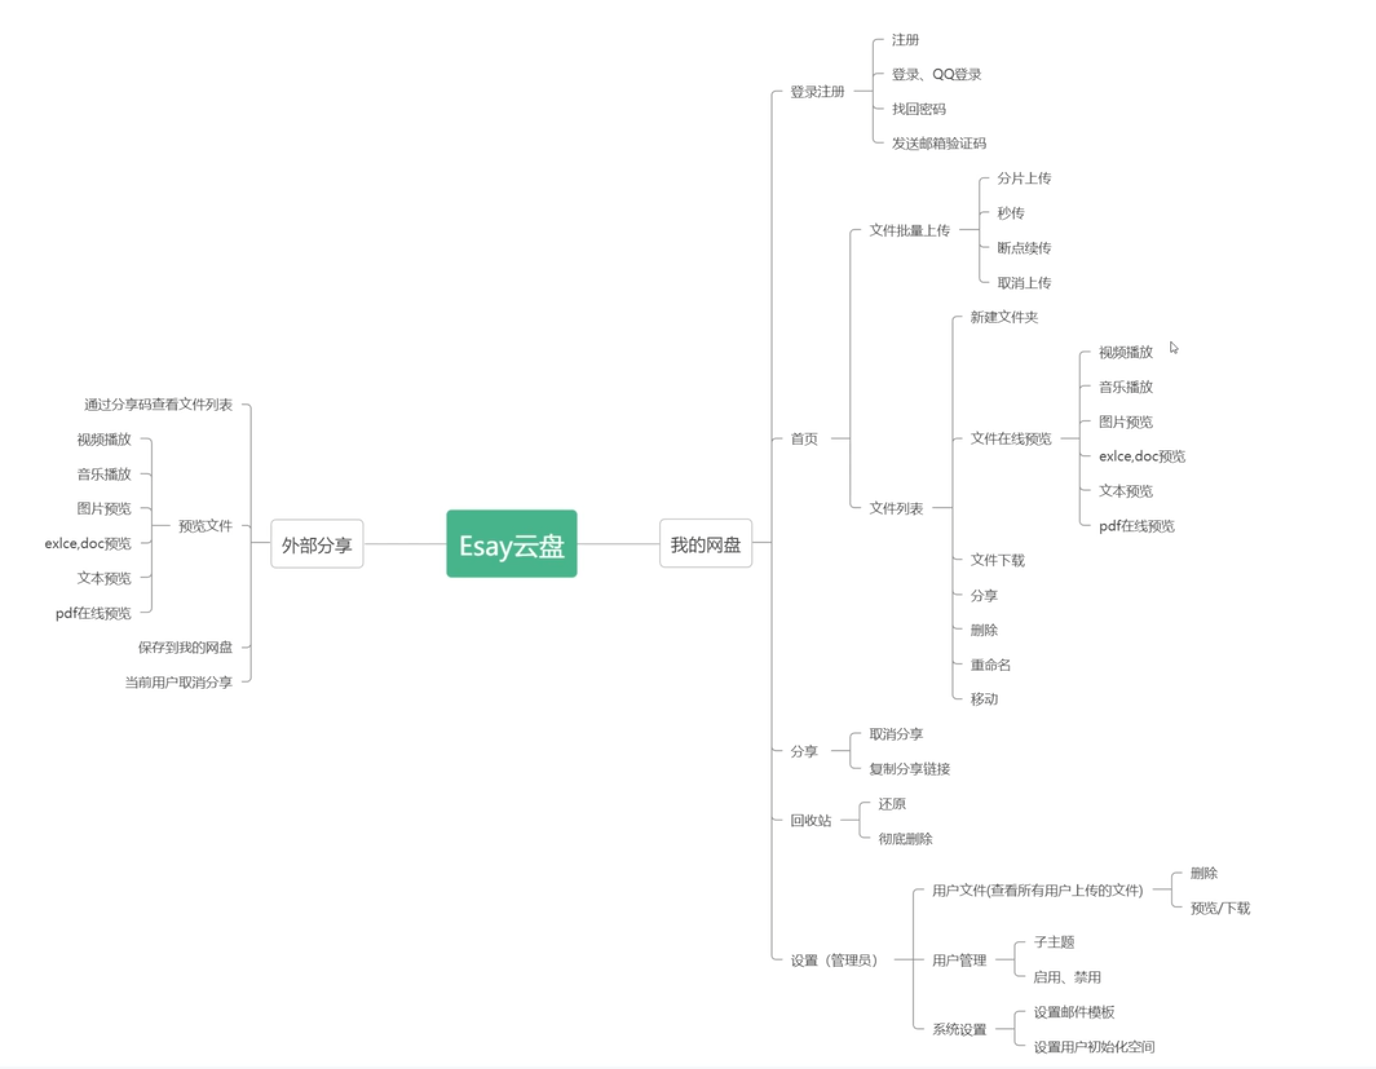 Esay云盘
我的网盘
登录注册
注册
登录、QQ登录
找回密码
发送邮箱验证码
首页
文件批量上传
分片上传
秒传
断点续传
取消上传
文件列表
新建文件夹
文件在线预览
视频播放
音乐播放
图片预览
exlce,doc预览
文本预览
pdf在线预览
文件下载
分享
删除
重命名
移动
分享
取消分享
复制分享链接
回收站
还原
彻底删除
设置（管理员）
用户文件(查看所有用户上传的文件)
删除
预览/下载
用户管理
子主题
启用、禁用
系统设置
设置邮件模板
设置用户初始化空间
外部分享
通过分享码查看文件列表
预览文件
视频播放
音乐播放
图片预览
exlce,doc预览
文本预览
pdf在线预览
保存到我的网盘
当前用户取消分享